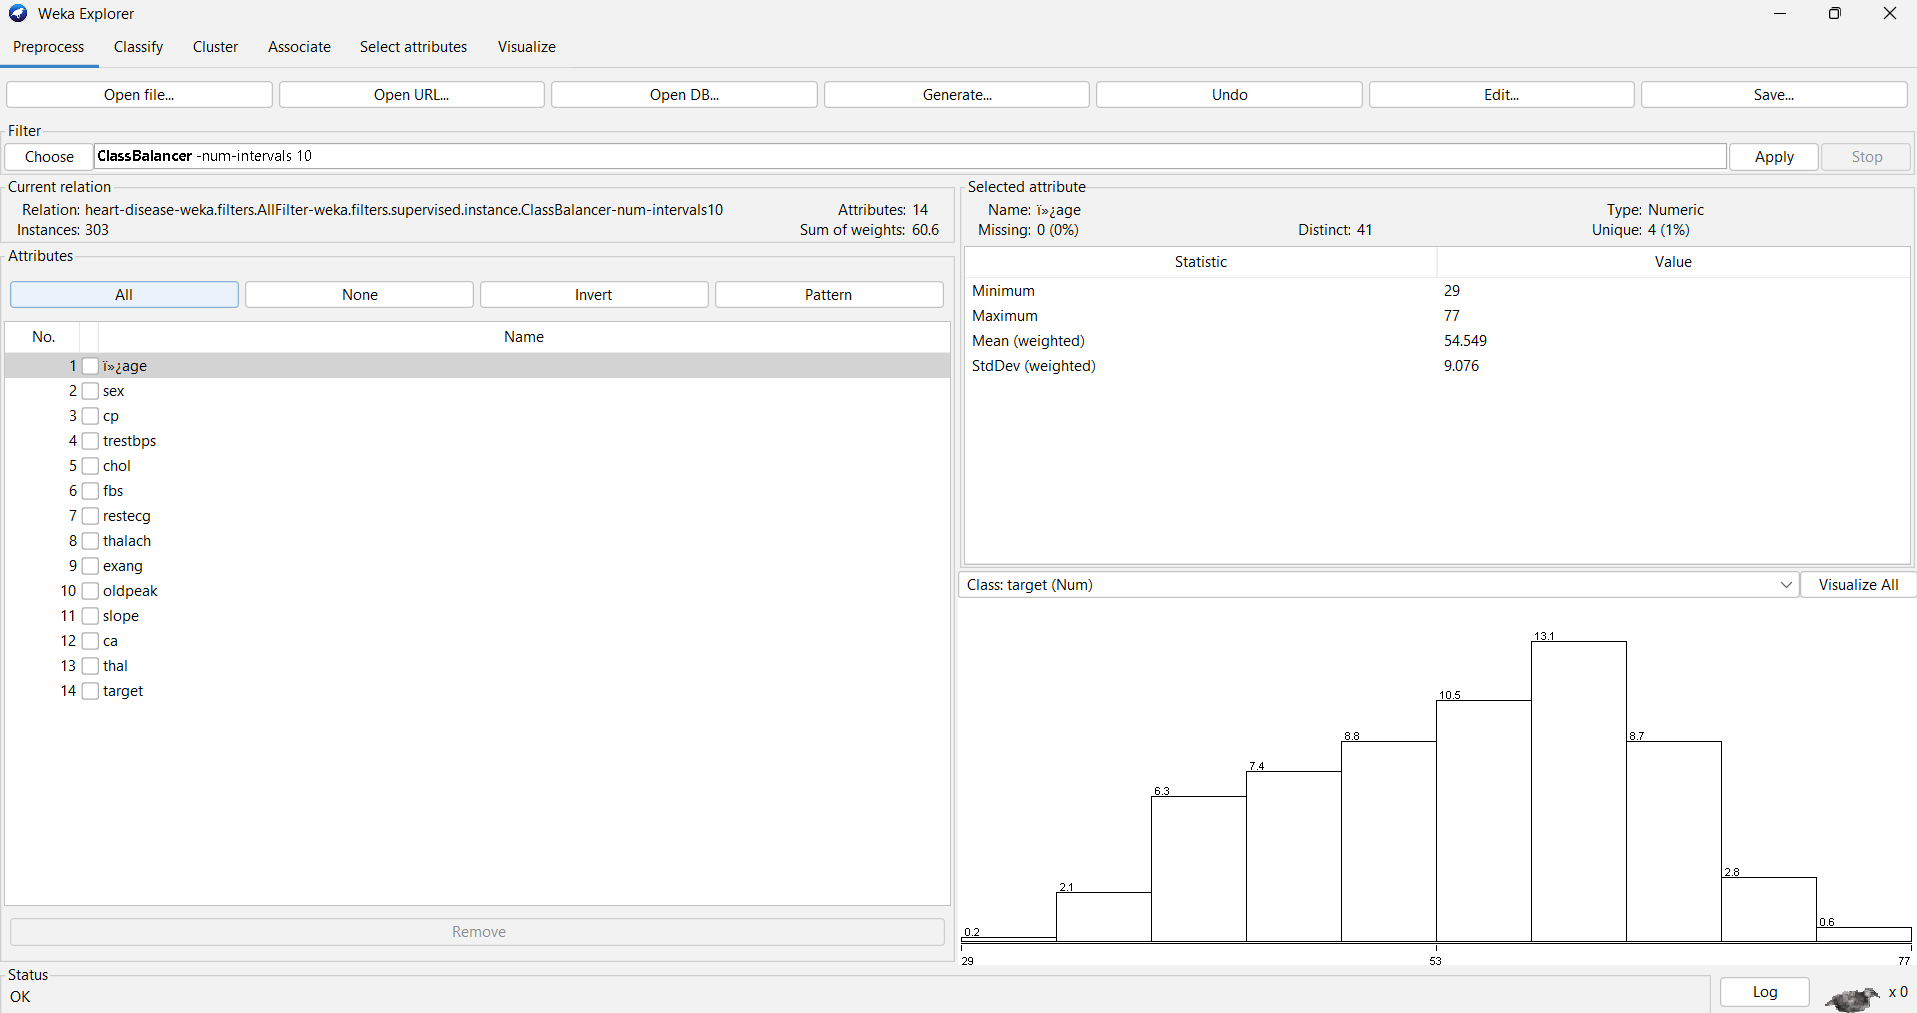 Weka Explorer
Preprocess Classify Cluster Associate Select attributes Visualize
Open file... Open URL... Open DB... Generate... Undo Edit... Save...
Filter
Choose ClassBalancer -num-intervals 10 Apply Stop
Current relation
Relation: heart-disease-weka.filters.AllFilter-weka.filters.supervised.instance.ClassBalancer-num-intervals10 Attributes: 14
Instances: 303 Sum of weights: 60.6
Attributes
All None Invert Pattern
No. Name
1 ï»¿age
2 sex
3 cp
4 trestbps
5 chol
6 fbs
7 restecg
8 thalach
9 exang
10 oldpeak
11 slope
12 ca
13 thal
14 target
Remove
Selected attribute
Name: ï»¿age Type: Numeric
Missing: 0 (0%) Distinct: 41 Unique: 4 (1%)
Statistic Value
Minimum 29
Maximum 77
Mean (weighted) 54.549
StdDev (weighted) 9.076
Class: target (Num) Visualize All
0.2 2.1 6.3 7.4 8.8 10.5 13.1 8.7 2.8 0.6
29 53 77
Status
OK Log x 0